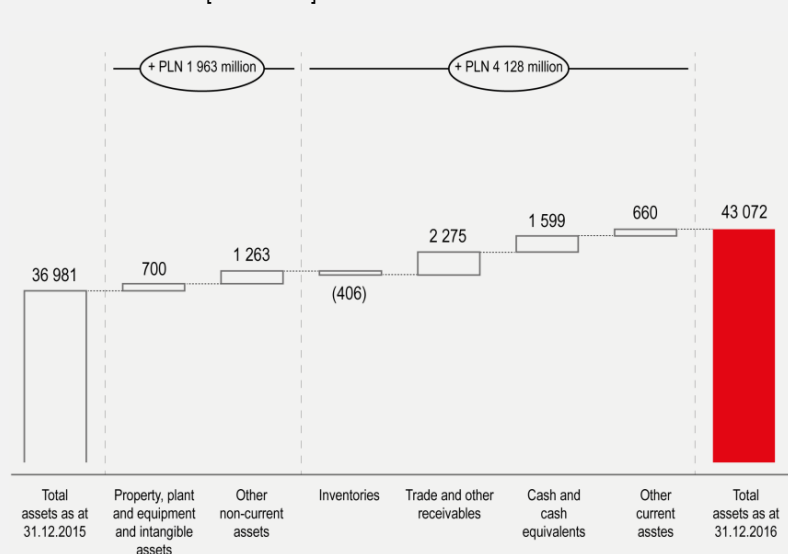 + PLN 1 963 million
+ PLN 4 128 million
36 981
700
1 263
(406)
2 275
1 599
660
43 072
Total
assets as at
31.12.2015
Property, plant
and equipment
and intangible
assets
Other
non-current
assets
Inventories
Trade and other
receivables
Cash and
cash
equivalents
Other
current
asstes
Total
assets as at
31.12.2016